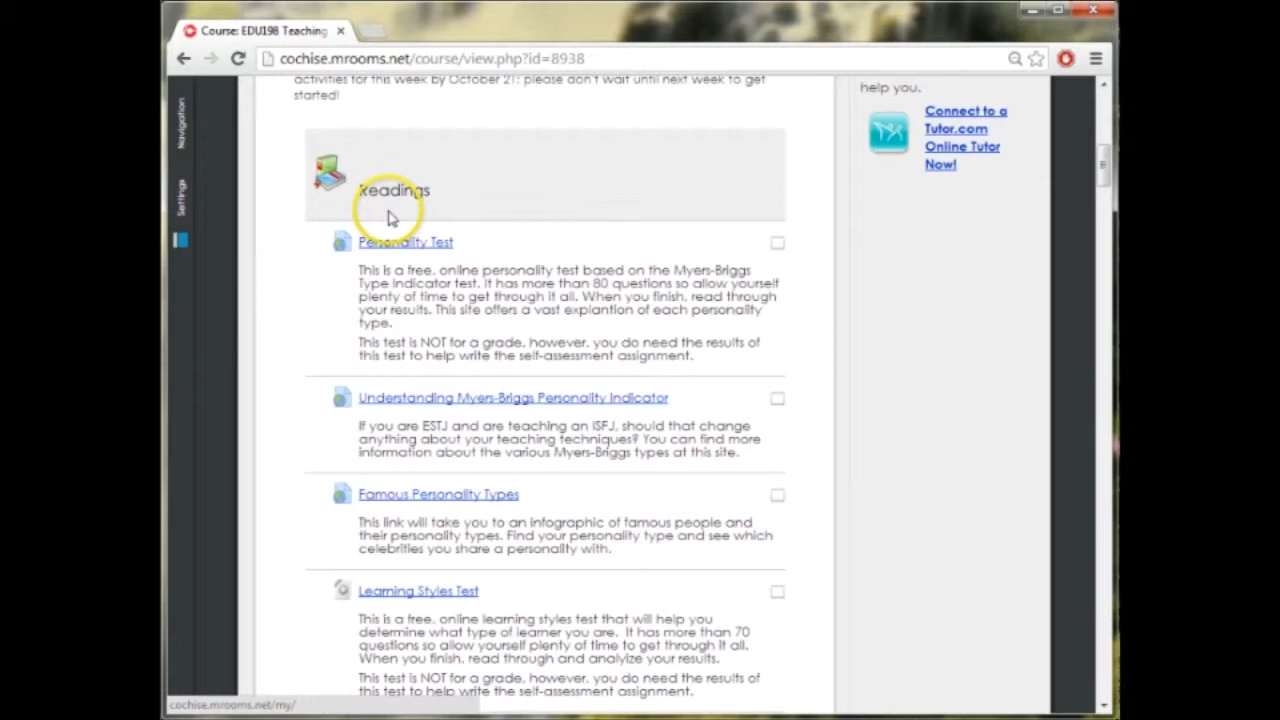 Course: EDU198 Teaching
cochise.mrooms.net/course/view.php?id=8938
Navigation
Settings
activities for this week by October 21; please don't wait until next week to get
started!
Readings
Personality Test
This is a free, online personality test based on the Myers-Briggs
Type Indicator test. It has more than 80 questions so allow yourself
plenty of time to get through it all. When you finish, read through
your results. This site offers a vast explantion of each personality
type.
This test is NOT for a grade, however, you do need the results of
this test to help write the self-assessment assignment.
Understanding Myers-Briggs Personality Indicator
If you are ESTJ and are teaching an ISFJ, should that change
anything about your teaching techniques? You can find more
information about the various Myers-Briggs types at this site.
Famous Personality Types
This link will take you to an infographic of famous people and
their personality types. Find your personality type and see which
celebrities you share a personality with.
Learning Styles Test
This is a free, online learning styles test that will help you
determine what type of learner you are. It has more than 70
questions so allow yourself plenty of time to get through it all.
When you finish, read through and analyize your results.
This test is NOT for a grade, however, you do need the results of
this test to help write the self-assessment assignment.
help you.
Connect to a
Tutor.com
Online Tutor
Now!
cochise.mrooms.net/my/